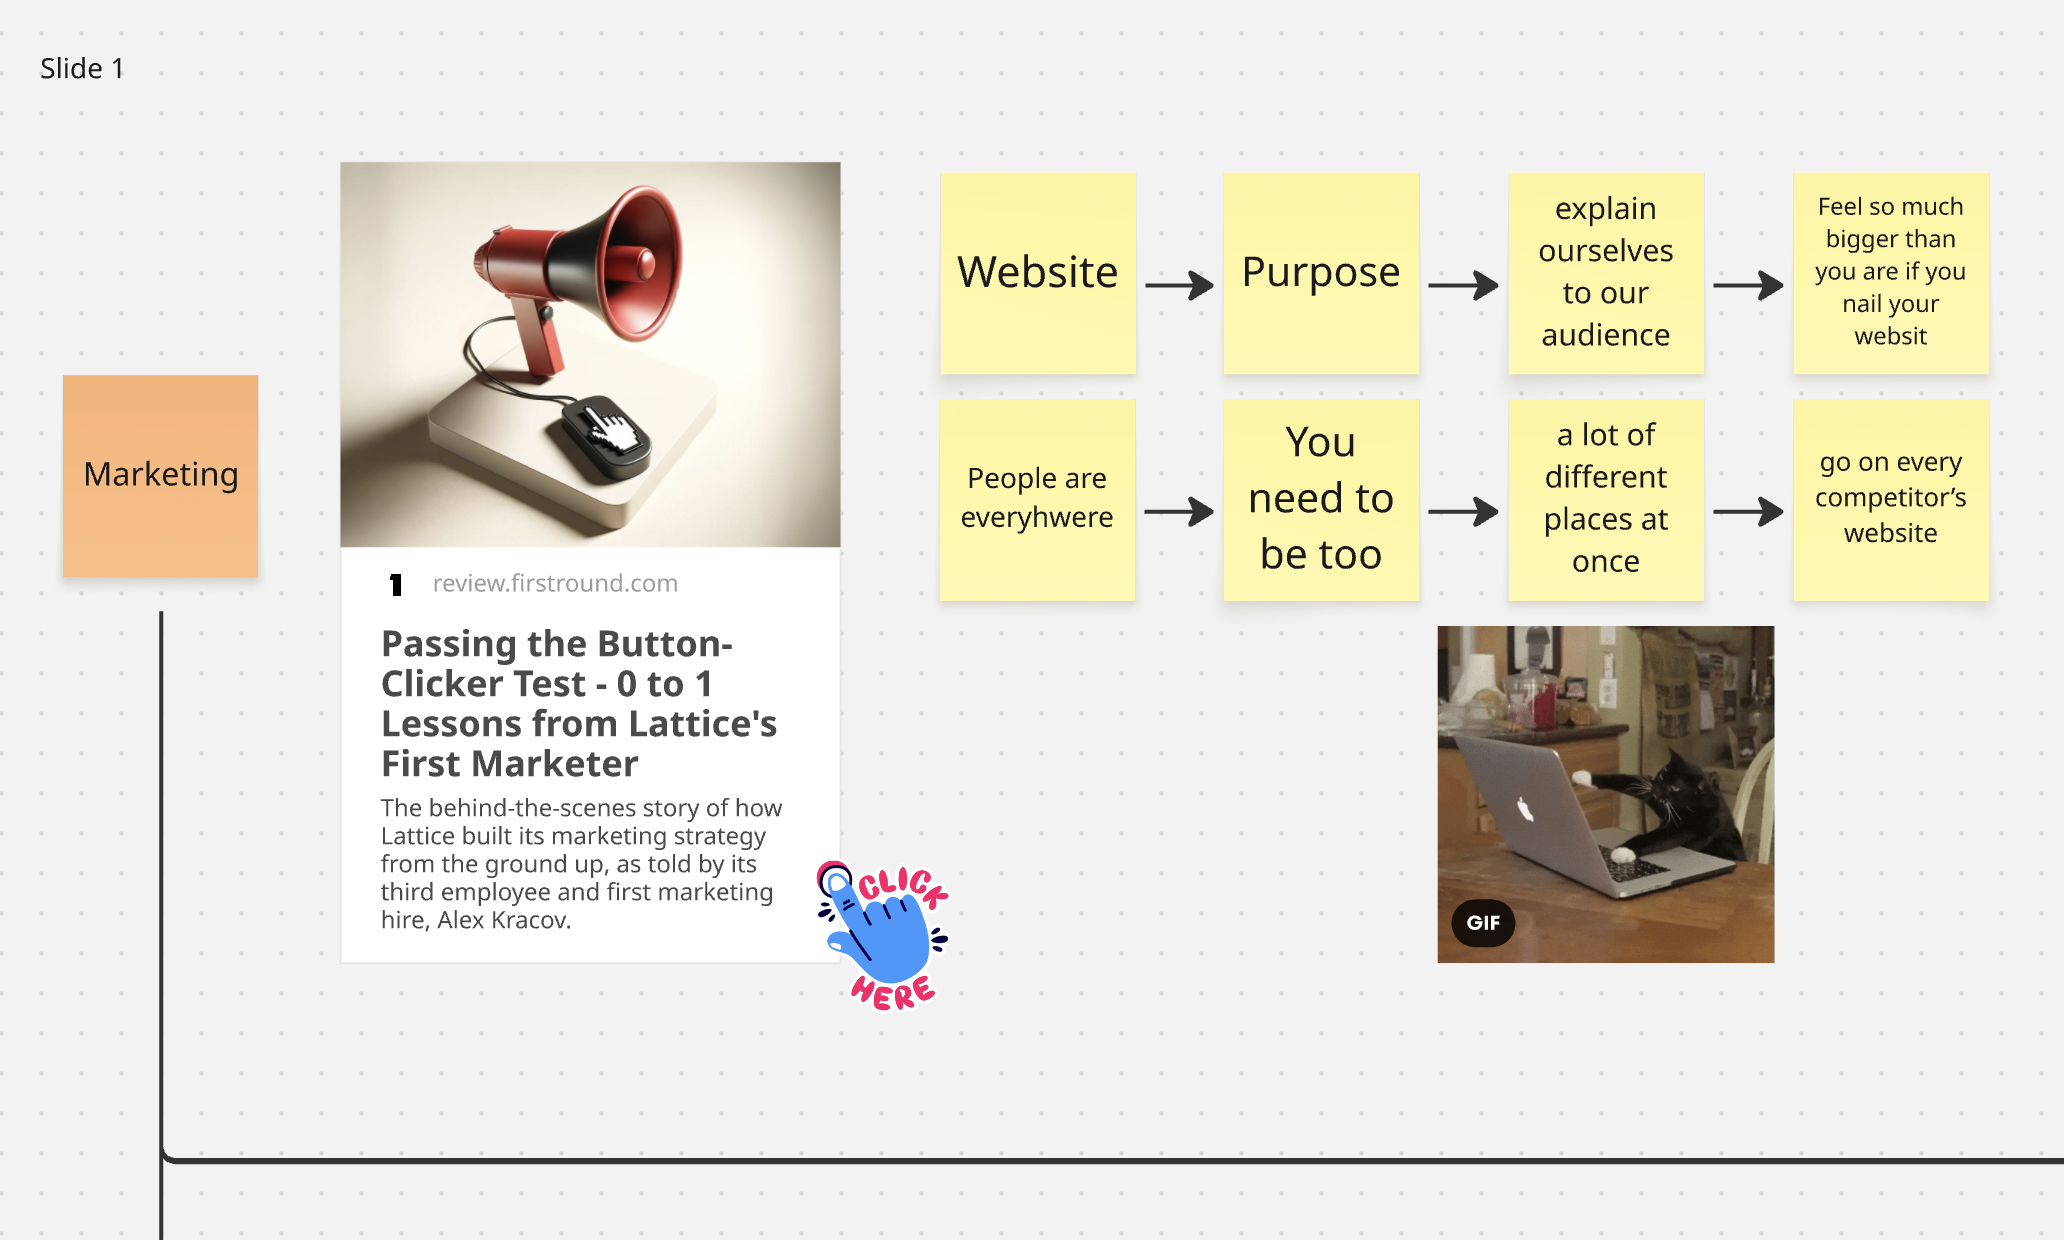 Slide 1
Marketing
1 review.firstround.com
Passing the Button-
Clicker Test - 0 to 1
Lessons from Lattice's
First Marketer
The behind-the-scenes story of how
Lattice built its marketing strategy
from the ground up, as told by its
third employee and first marketing
hire, Alex Kracov.
CLICK
HERE
Website
Purpose
explain
ourselves
to our
audience
Feel so much
bigger than
you are if you
nail your
websit
People are
everyhwere
You
need to
be too
a lot of
different
places at
once
go on every
competitor’s
website
GIF